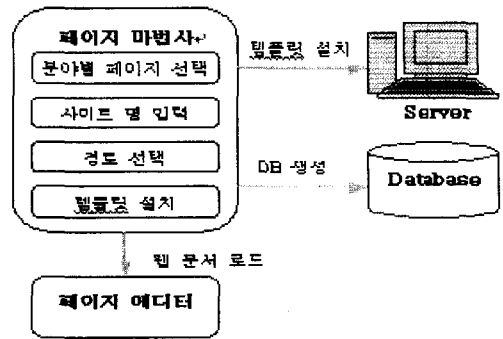 페이지 마법사
분야별 페이지 선택
사이트 명 입력
경로 선택
템플릿 설치
템플릿 설치
Server
DB 생성
Database
웹 문서 로드
페이지 에디터